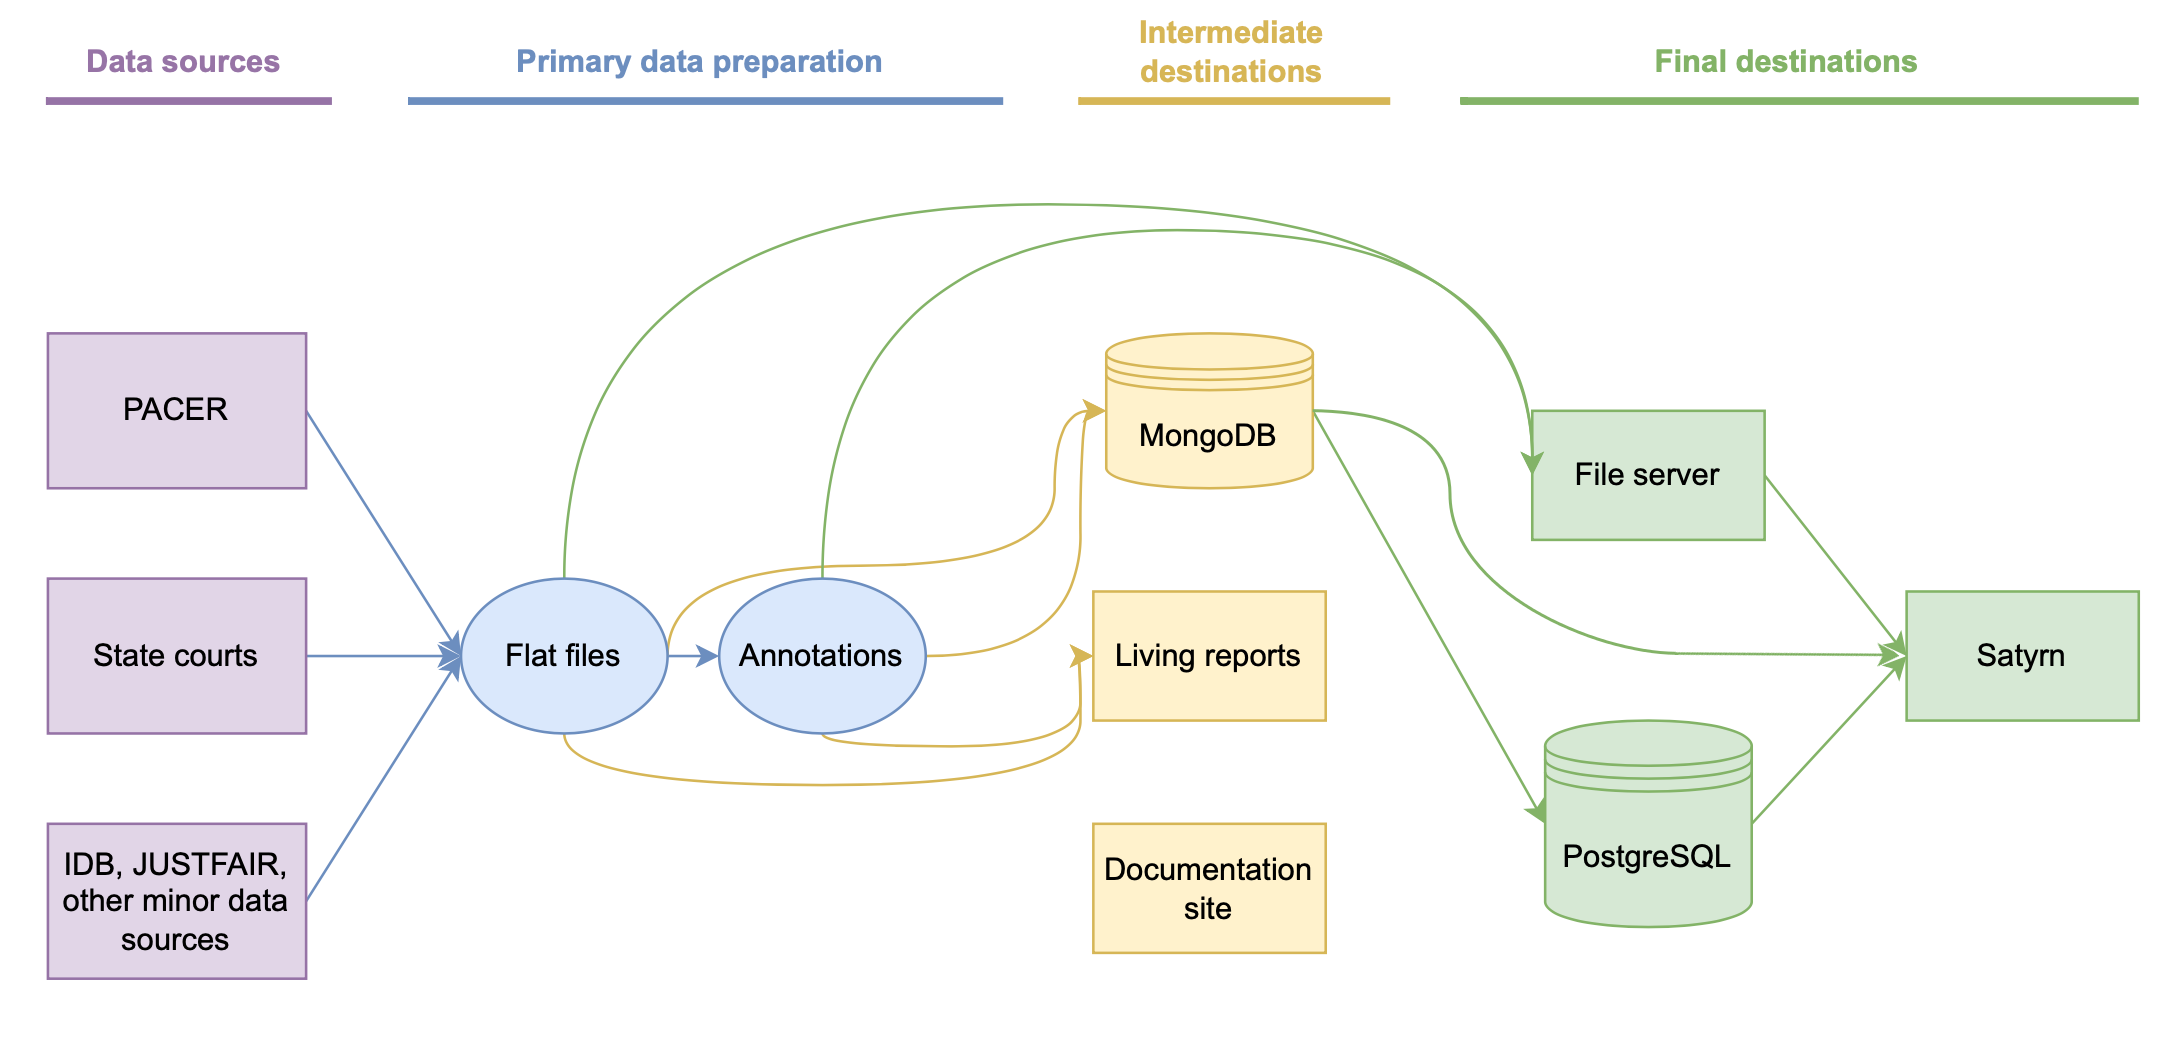 Data sources
Primary data preparation
Intermediate
destinations
Final destinations
PACER
State courts
IDB, JUSTFAIR,
other minor data
sources
Flat files
Annotations
MongoDB
Living reports
Documentation
site
File server
PostgreSQL
Satyrn